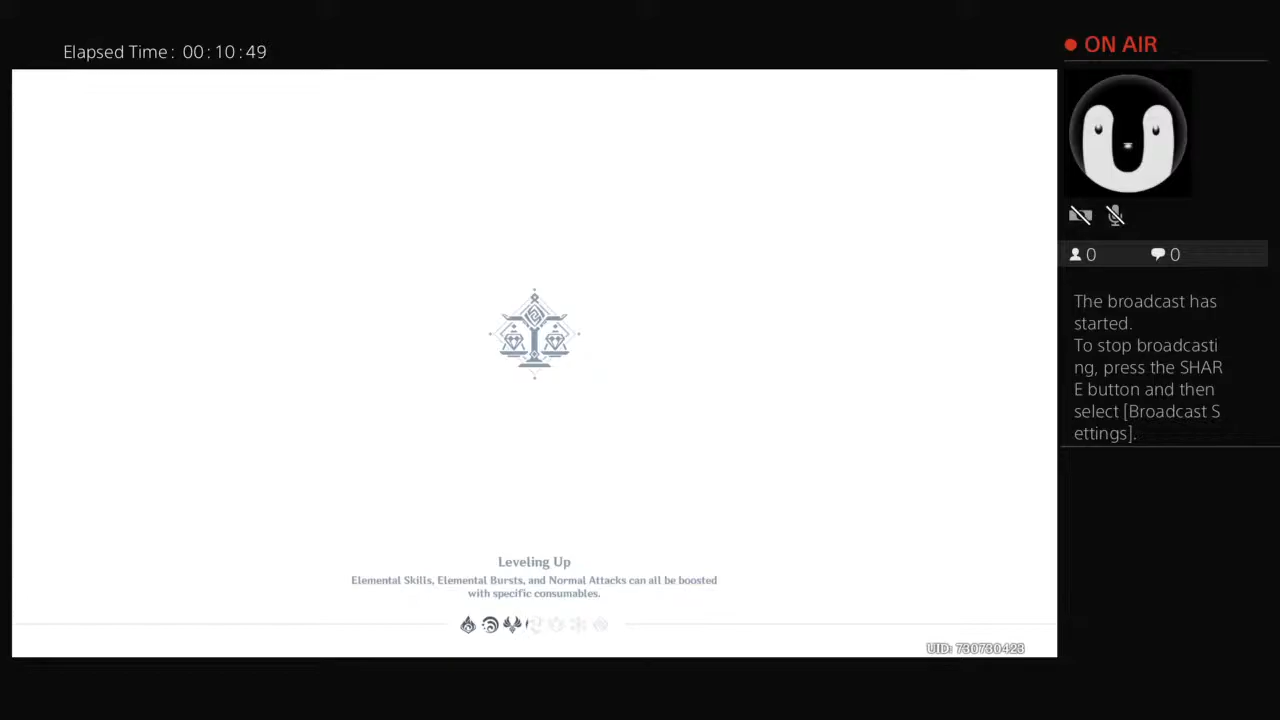 Elapsed Time: 00:10:49
ON AIR
0 0
The broadcast has
started.
To stop broadcasti
ng, press the SHAR
E button and then
select [Broadcast S
ettings].
Leveling Up
Elemental Skills, Elemental Bursts, and Normal Attacks can all be boosted
with specific consumables.
UID: 730730423